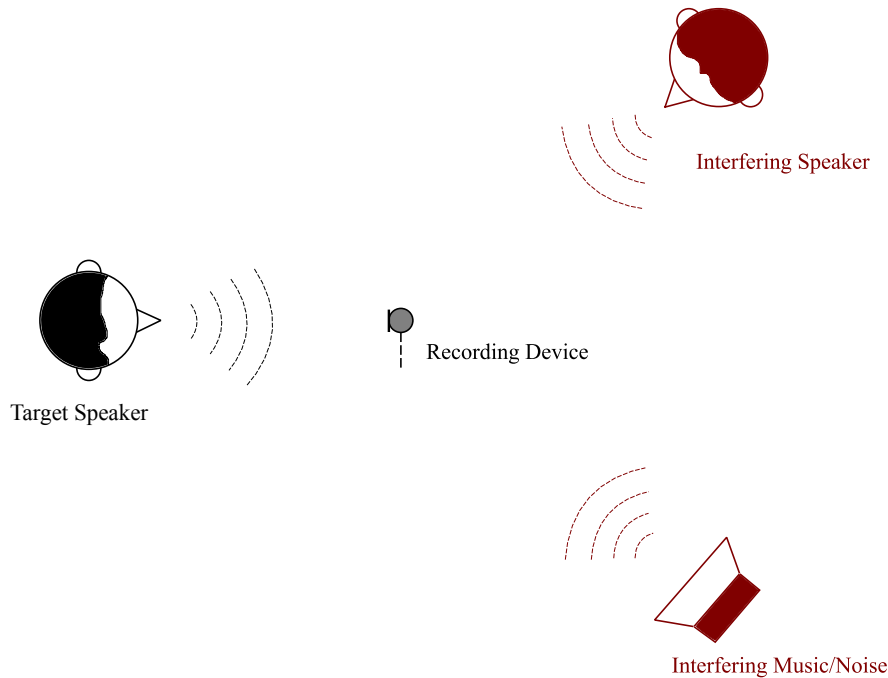 Interfering Speaker
Recording Device
Target Speaker
Interfering Music/Noise